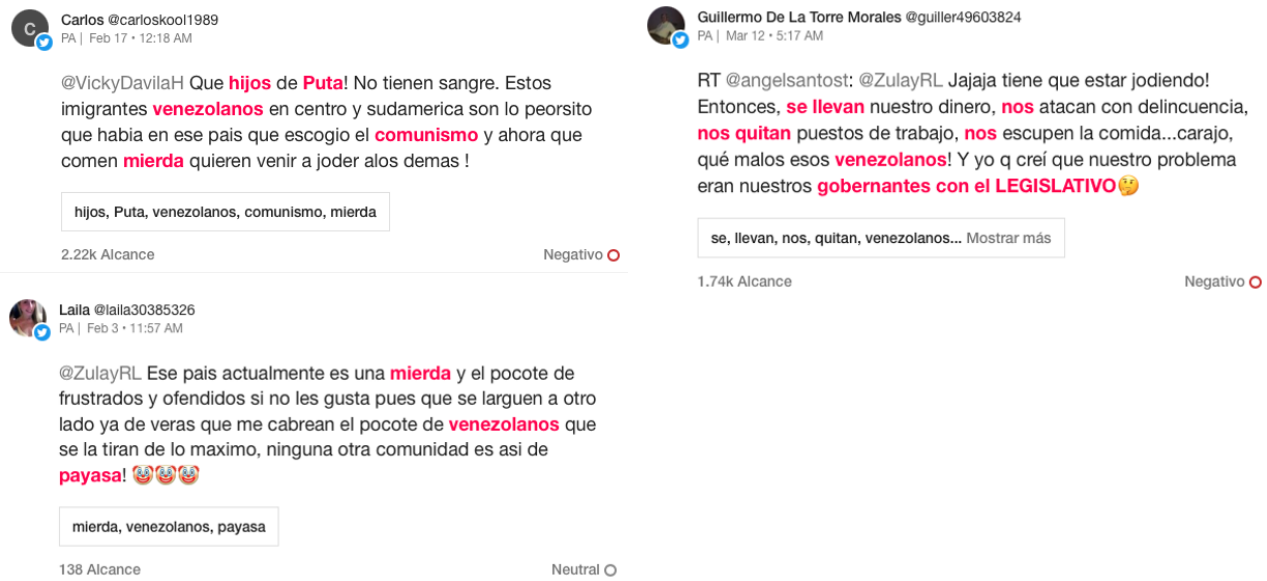 Carlos @carloskool1989
PA | Feb 17 • 12:18 AM
@VickyDavilaH Que hijos de Puta! No tienen sangre. Estos
imigrantes venezolanos en centro y sudamerica son lo peorsito
que habia en ese pais que escogio el comunismo y ahora que
comen mierda quieren venir a joder alos demas !
hijos, Puta, venezolanos, comunismo, mierda
2.22k Alcance
Negativo
Laila @laila30385326
PA | Feb 3 • 11:57 AM
@ZulayRL Ese pais actualmente es una mierda y el pocote de
frustrados y ofendidos si no les gusta pues que se larguen a otro
lado ya de veras que me cabrean el pocote de venezolanos que
se la tiran de lo maximo, ninguna otra comunidad es asi de
payasa! 🤡🤡🤡
mierda, venezolanos, payasa
138 Alcance
Neutral
Guillermo De La Torre Morales @guiller49603824
PA | Mar 12 • 5:17 AM
RT @angelsantost: @ZulayRL Jajaja tiene que estar jodiendo!
Entonces, se llevan nuestro dinero, nos atacan con delincuencia,
nos quitan puestos de trabajo, nos escupen la comida...carajo,
qué malos esos venezolanos! Y yo q creí que nuestro problema
eran nuestros gobernantes con el LEGISLATIVO🤔
se, llevan, nos, quitan, venezolanos... Mostrar más
1.74k Alcance
Negativo
C